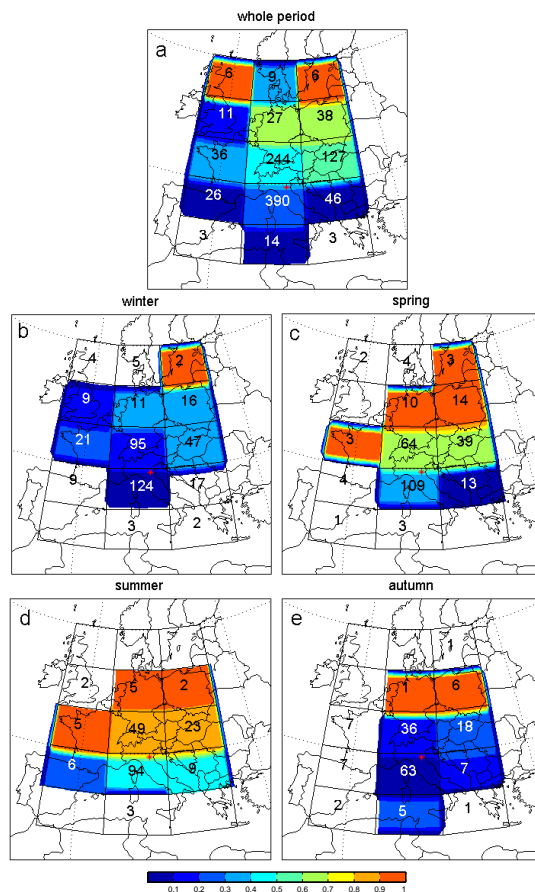 whole period
a
6 9 6
11 27 38
36 244 127
26 390 46
3 14 3
winter
b
4 5 2
9 11 16
21 95 47
9 124 17
3 2
spring
c
2 4 3
10 14
3 64 39
4 109 13
1 3
summer
d
2 5 2
5 49 23
6 94 9
3
autumn
e
1
1 6
7 36 18
7 63 7
2 5 1
0.1 0.2 0.3 0.4 0.5 0.6 0.7 0.8 0.9 1